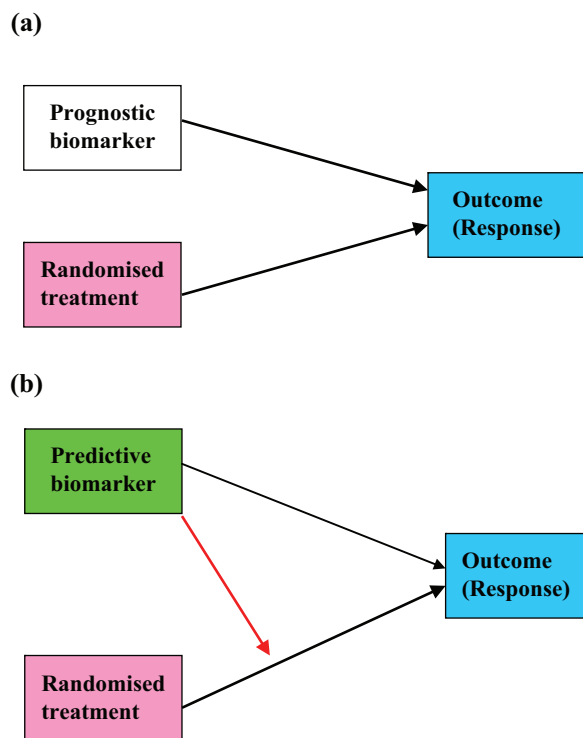 (a)
Prognostic
biomarker
Outcome
(Response)
Randomised
treatment
(b)
Predictive
biomarker
Outcome
(Response)
Randomised
treatment